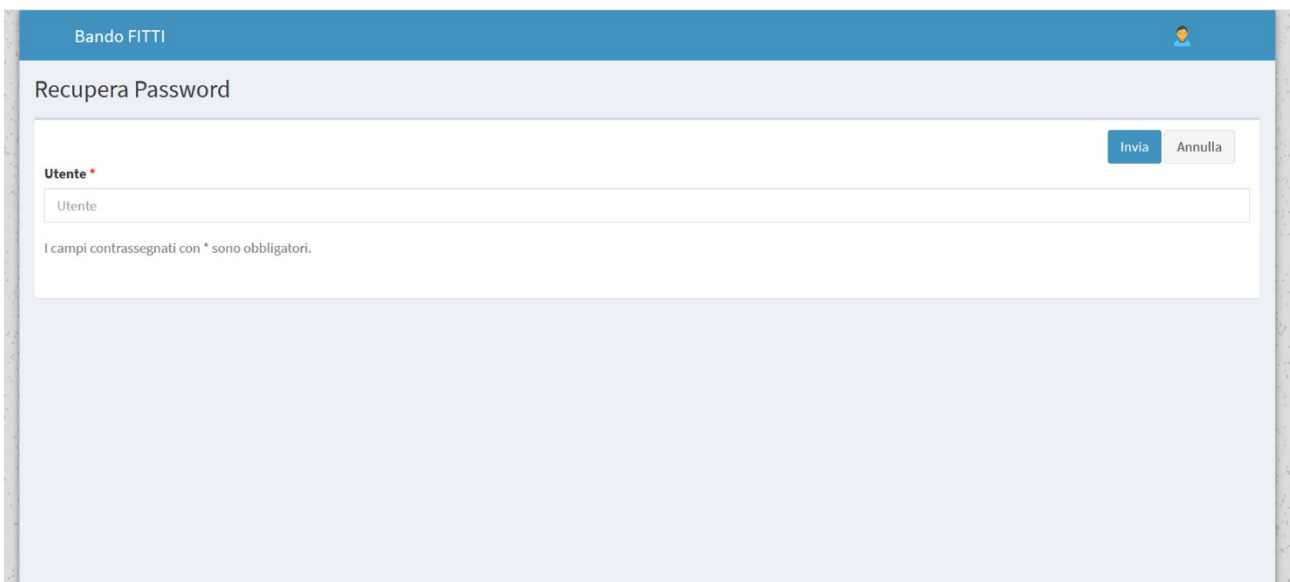 Bando FITTI
Recupera Password
Invia Annulla
Utente *
Utente
I campi contrassegnati con * sono obbligatori.